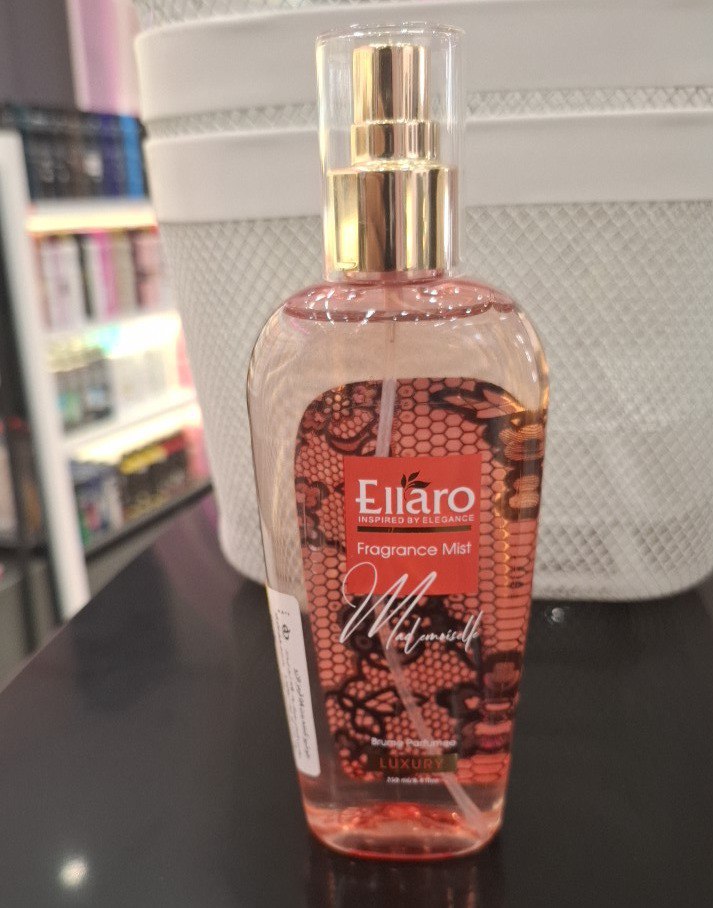 Ellaro
INSPIRED BY ELEGANCE
Fragrance Mist
Mademoiselle
Brume Parfumée
LUXURY